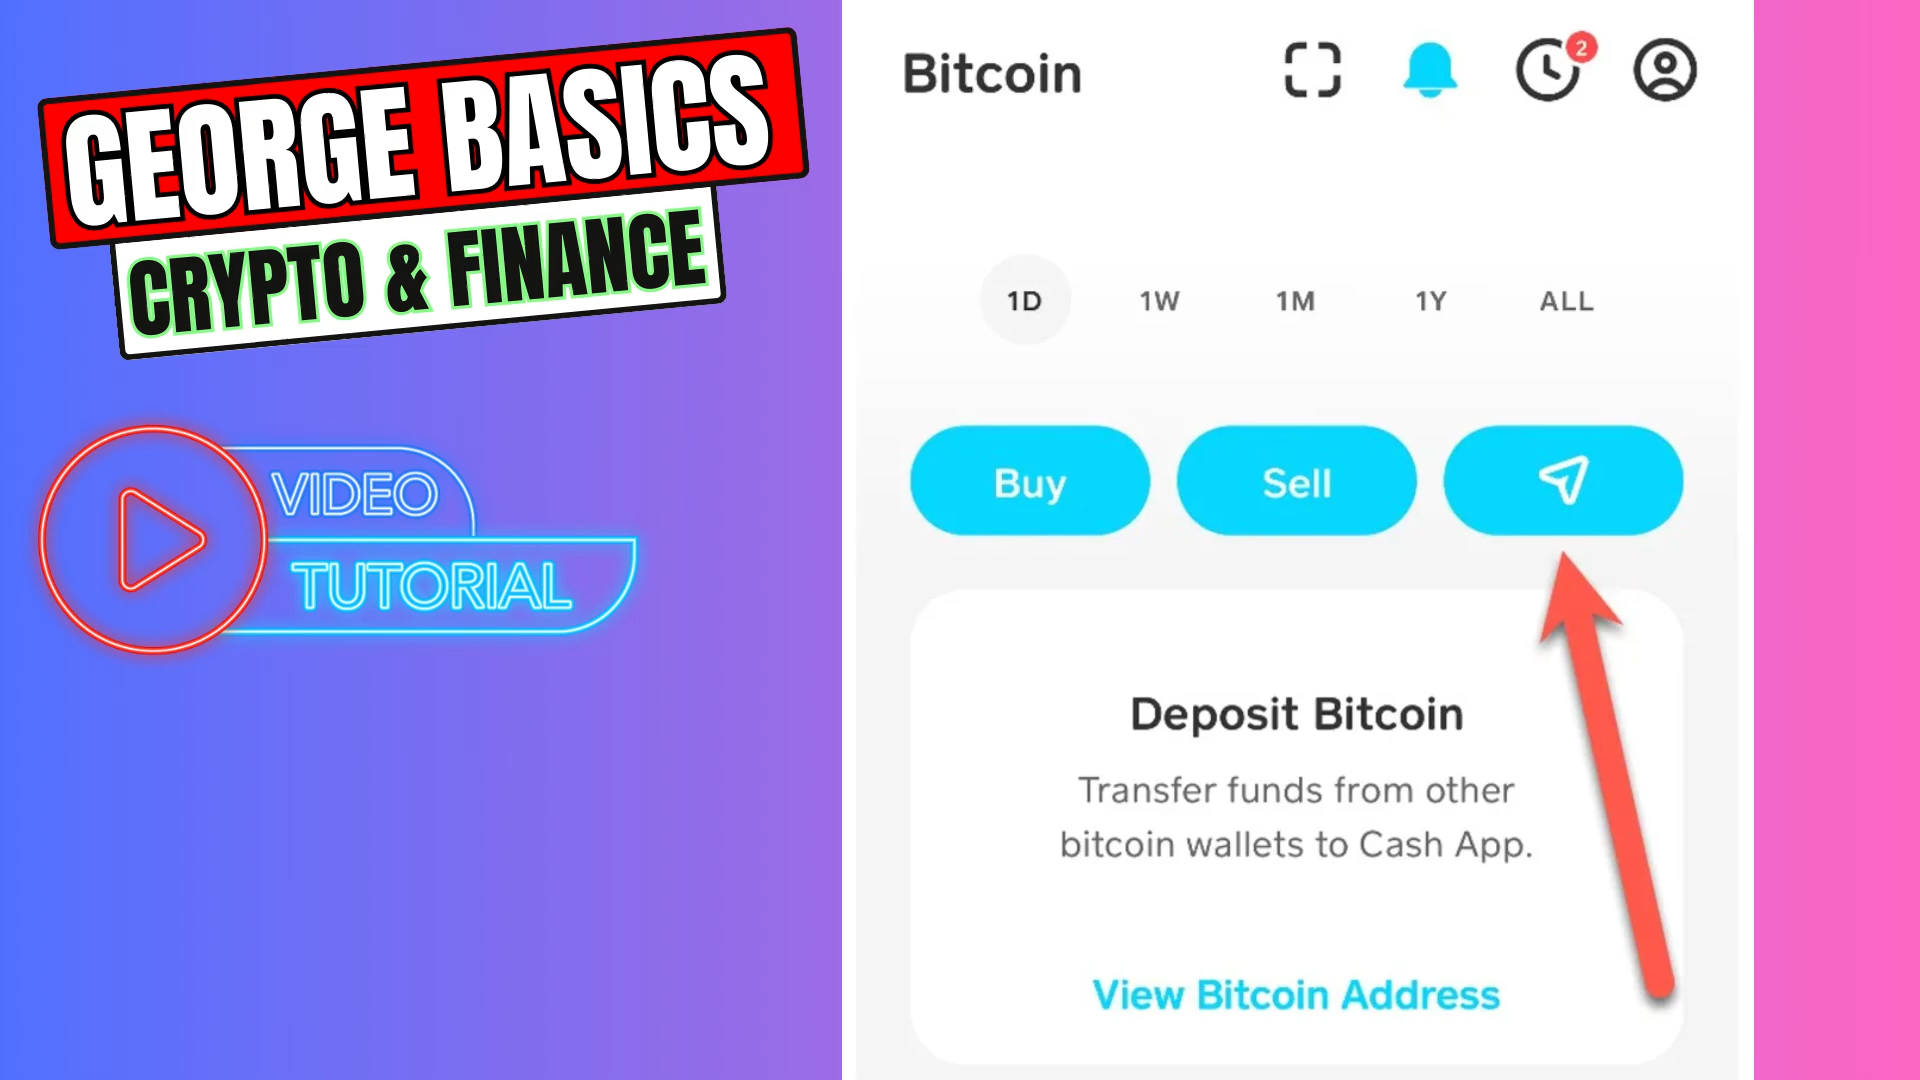 GEORGE BASICS
CRYPTO & FINANCE
VIDEO
TUTORIAL
Bitcoin
2
1D 1W 1M 1Y ALL
Buy Sell
Deposit Bitcoin
Transfer funds from other
bitcoin wallets to Cash App.
View Bitcoin Address